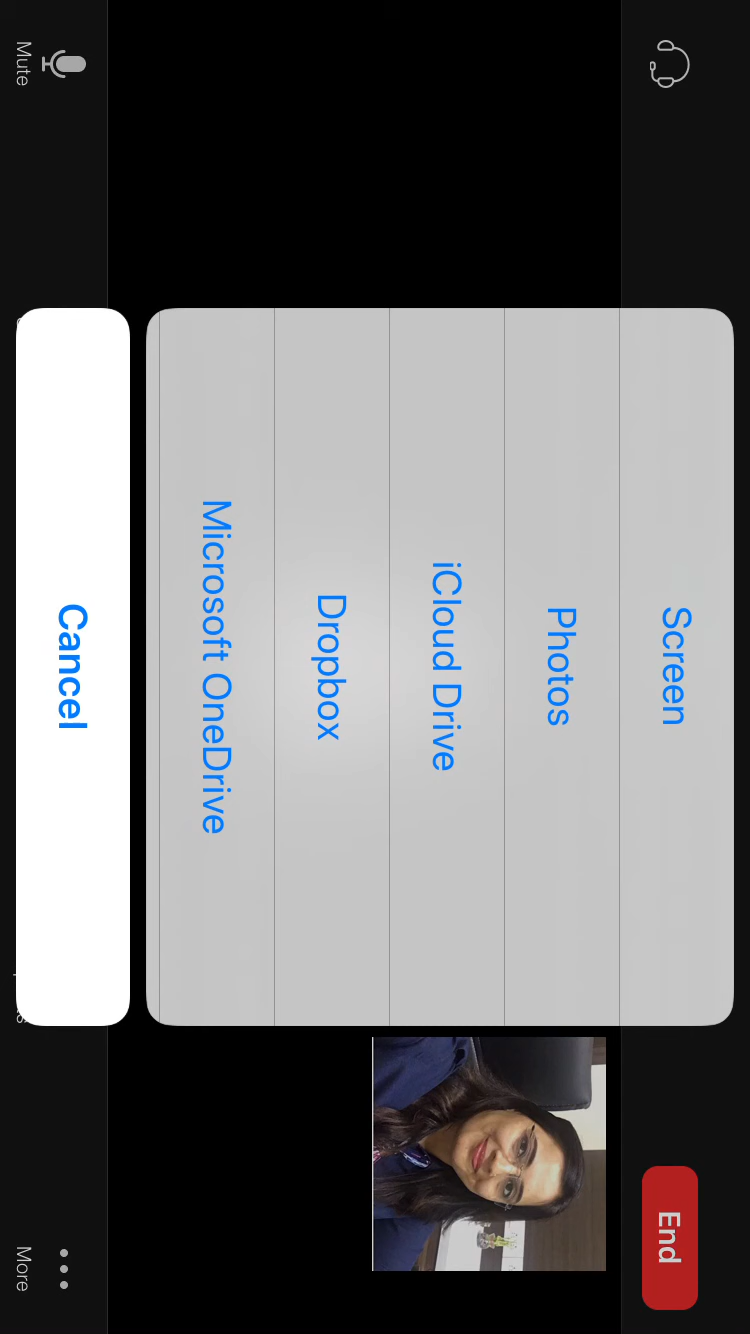 End
Screen
Photos
iCloud Drive
Dropbox
Microsoft OneDrive
Cancel
Mute
More